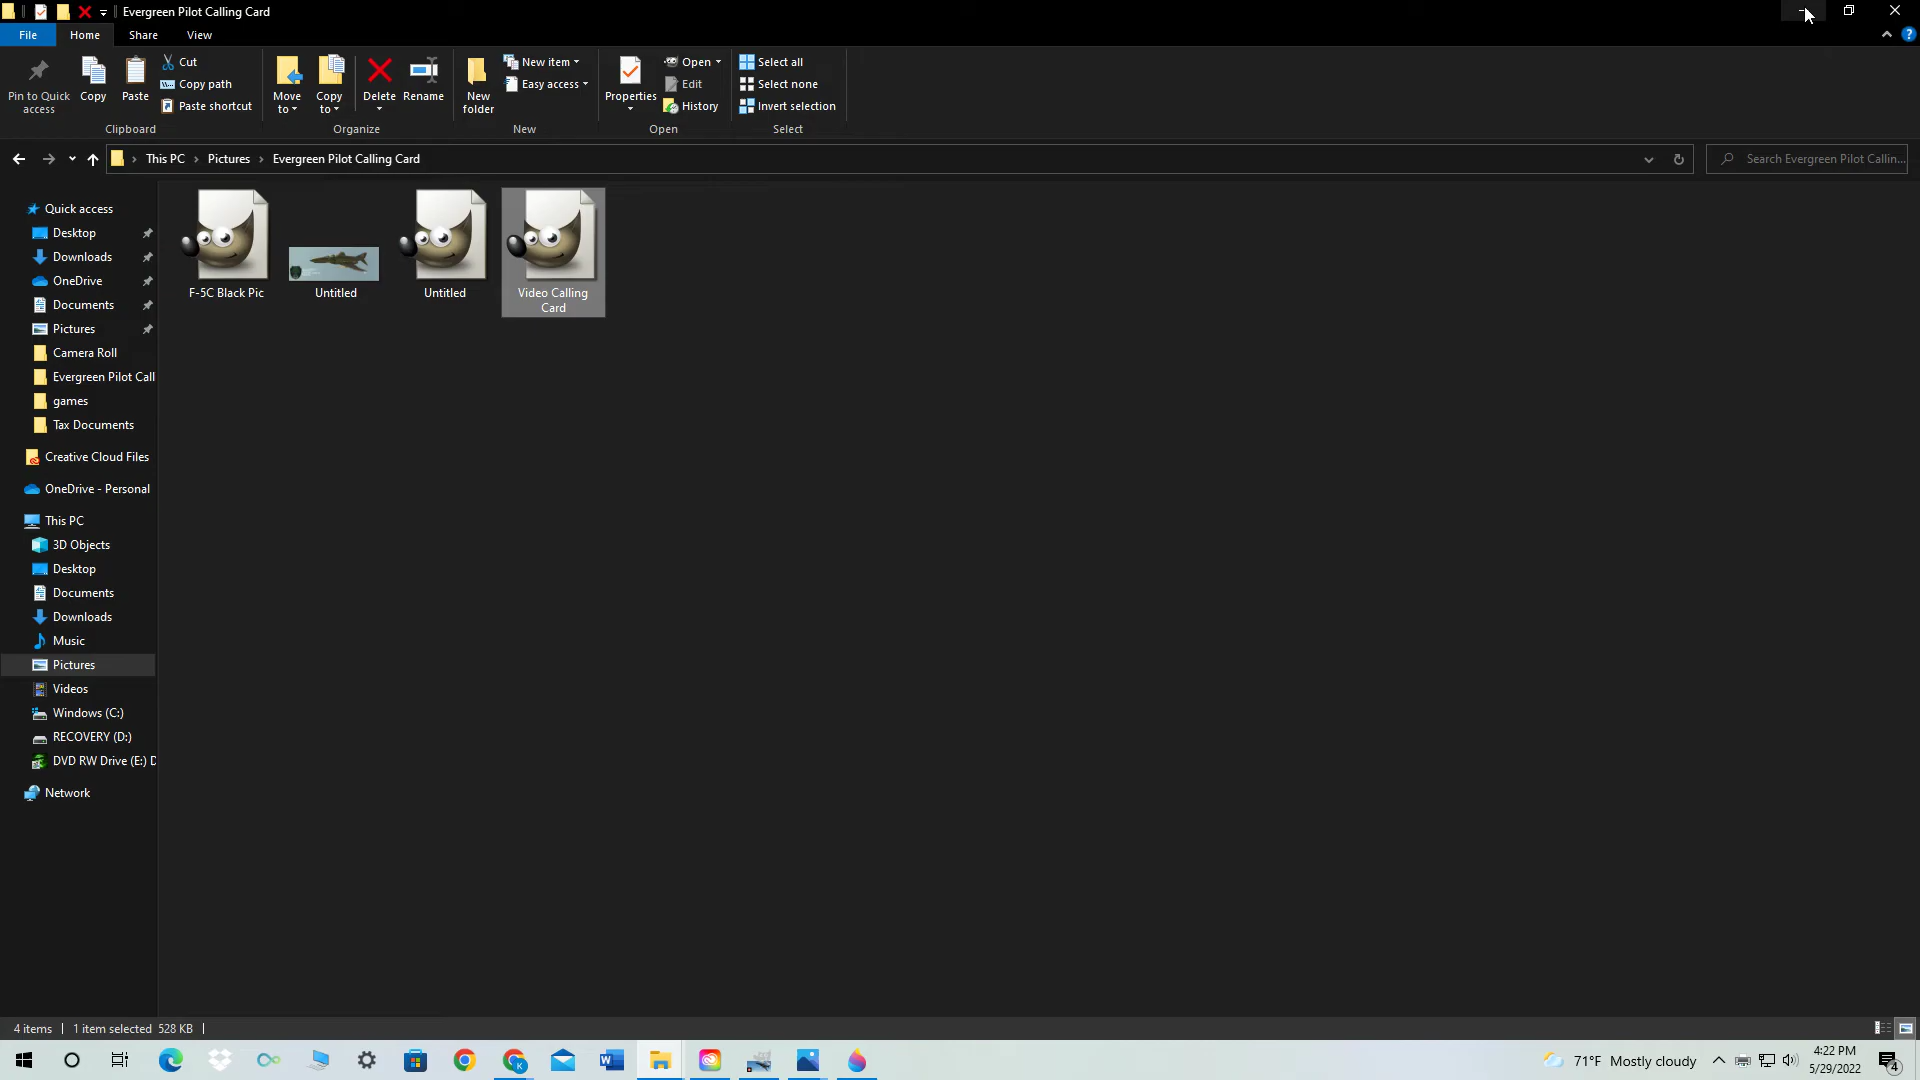 Evergreen Pilot Calling Card
File Home Share View
Pin to Quick access
Copy
Paste
Cut
Copy path
Paste shortcut
Clipboard
Move to
Copy to
Delete
Rename
Organize
New folder
New item
Easy access
New
Properties
Open
Edit
History
Open
Select all
Select none
Invert selection
Select
This PC > Pictures > Evergreen Pilot Calling Card
Search Evergreen Pilot Callin...
Quick access
Desktop
Downloads
OneDrive
Documents
Pictures
Camera Roll
Evergreen Pilot Call
games
Tax Documents
Creative Cloud Files
OneDrive - Personal
This PC
3D Objects
Desktop
Documents
Downloads
Music
Pictures
Videos
Windows (C:)
RECOVERY (D:)
DVD RW Drive (E:) D
Network
F-5C Black Pic
Untitled
Untitled
Video Calling
Card
4 items 1 item selected 528 KB
71°F Mostly cloudy
4:22 PM
5/29/2022
4